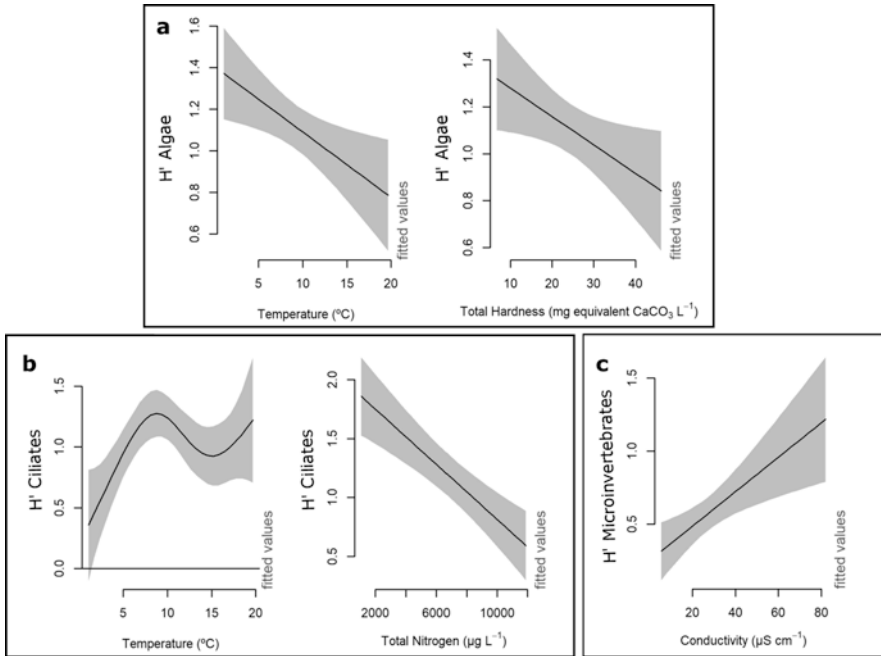 a
H' Algae
0.6 0.8 1.0 1.2 1.4 1.6
5 10 15 20
Temperature (ºC)
fitted values
H' Algae
0.6 0.8 1.0 1.2 1.4
10 20 30 40
Total Hardness (mg equivalent CaCO₃ L⁻¹)
fitted values
b
H' Ciliates
0.0 0.5 1.0 1.5
5 10 15 20
Temperature (ºC)
fitted values
H' Ciliates
0.5 1.0 1.5 2.0
2000 6000 10000
Total Nitrogen (µg L⁻¹)
fitted values
c
H' Microinvertebrates
0.5 1.0 1.5
20 40 60 80
Conductivity (µS cm⁻¹)
fitted values